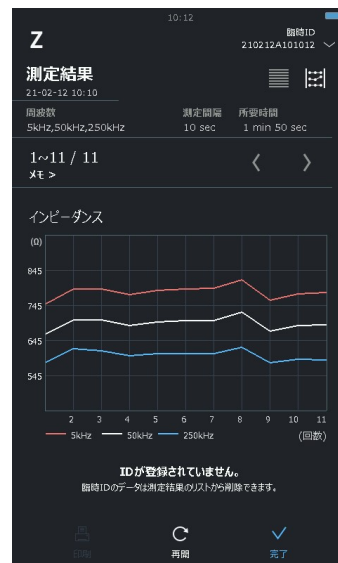 10:12
Z
臨時ID
210212A101012
測定結果
21-02-12 10:10
周波数 測定間隔 所要時間
5kHz,50kHz,250kHz 10 sec 1 min 50 sec
1~11 / 11
メモ >
インピーダンス
(Ω)
845
745
645
545
2 3 4 5 6 7 8 9 10 11
5kHz 50kHz 250kHz (回数)
IDが登録されていません。
臨時IDのデータは測定結果のリストから削除できます。
印刷 再開 完了